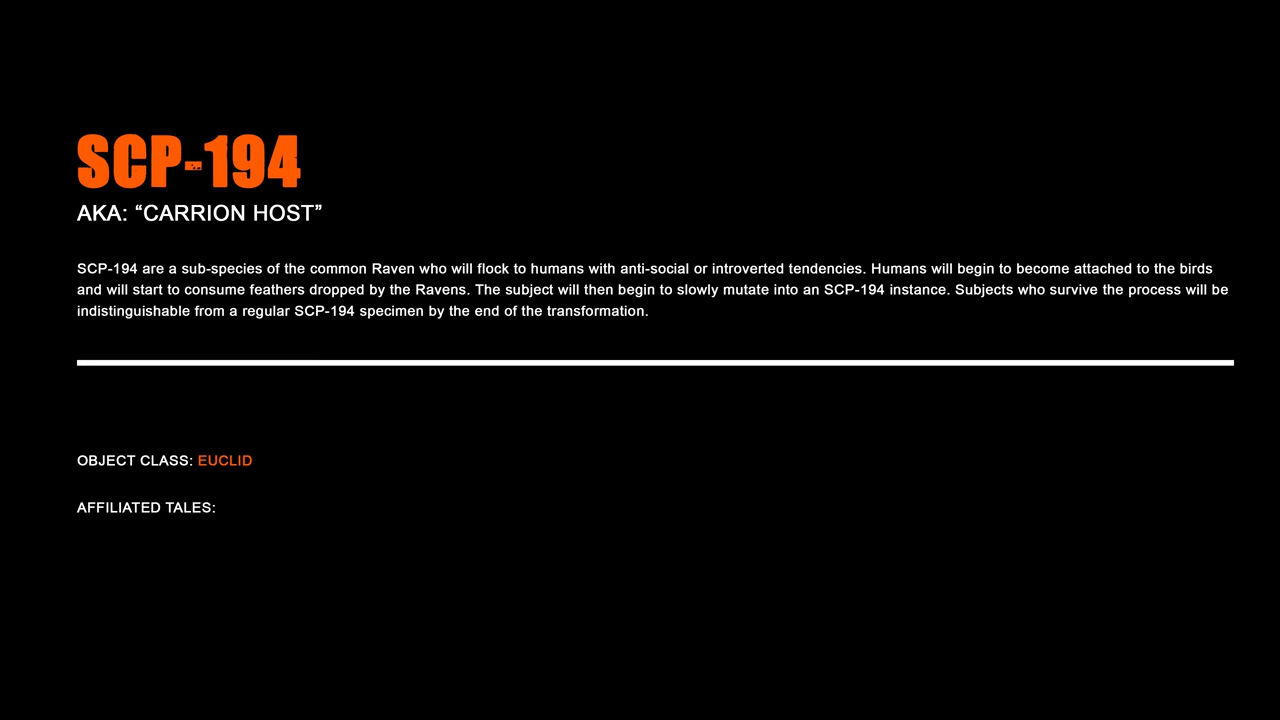 SCP-194
AKA: “CARRION HOST”
SCP-194 are a sub-species of the common Raven who will flock to humans with anti-social or introverted tendencies. Humans will begin to become attached to the birds
and will start to consume feathers dropped by the Ravens. The subject will then begin to slowly mutate into an SCP-194 instance. Subjects who survive the process will be
indistinguishable from a regular SCP-194 specimen by the end of the transformation.
OBJECT CLASS: EUCLID
AFFILIATED TALES: